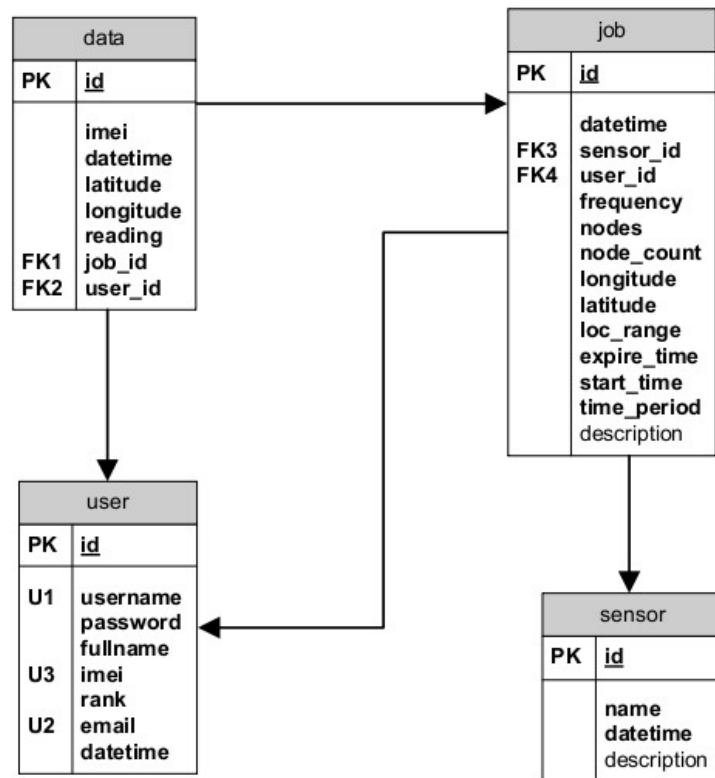 data
PK id
imei
datetime
latitude
longitude
reading
FK1 job_id
FK2 user_id
job
PK id
datetime
FK3 sensor_id
FK4 user_id
frequency
nodes
node_count
longitude
latitude
loc_range
expire_time
start_time
time_period
description
user
PK id
U1 username
password
fullname
U3 imei
rank
U2 email
datetime
sensor
PK id
name
datetime
description